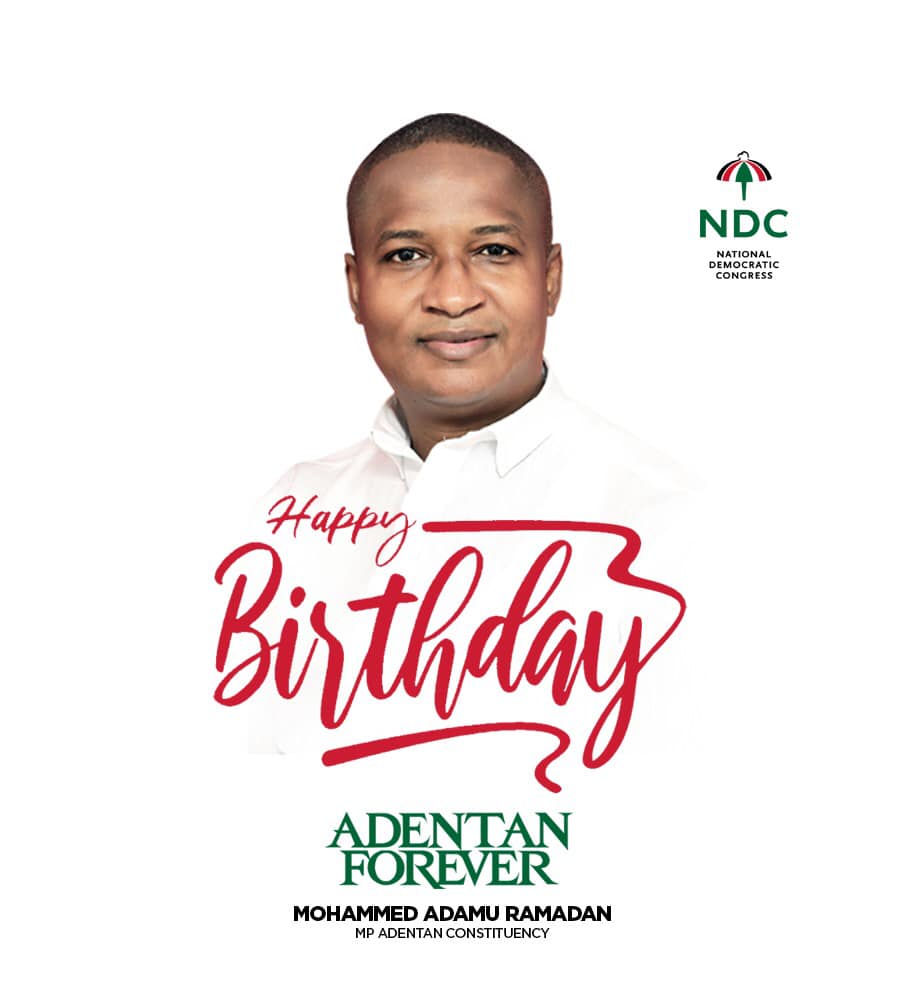 NDC
NATIONAL
DEMOCRATIC
CONGRESS
Happy
Birthday
ADENTAN
FOREVER
MOHAMMED ADAMU RAMADAN
MP ADENTAN CONSTITUENCY